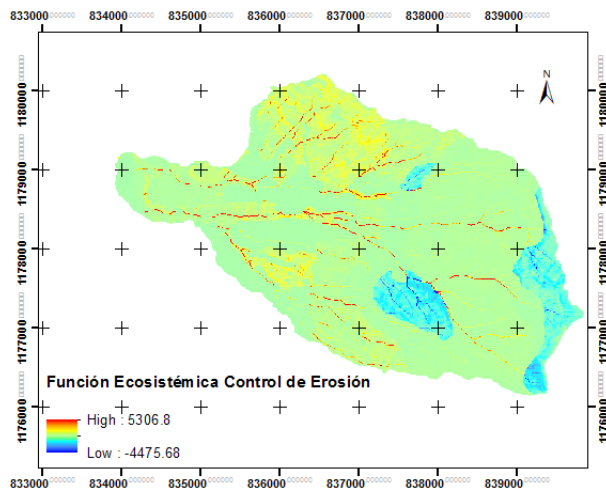 833000 834000 835000 836000 837000 838000 839000
N
1180000 1180000
1179000 1179000
1178000 1178000
1177000 1177000
1176000 1176000
Función Ecosistémica Control de Erosión
High : 5306.8
Low : -4475.68
833000 834000 835000 836000 837000 838000 839000